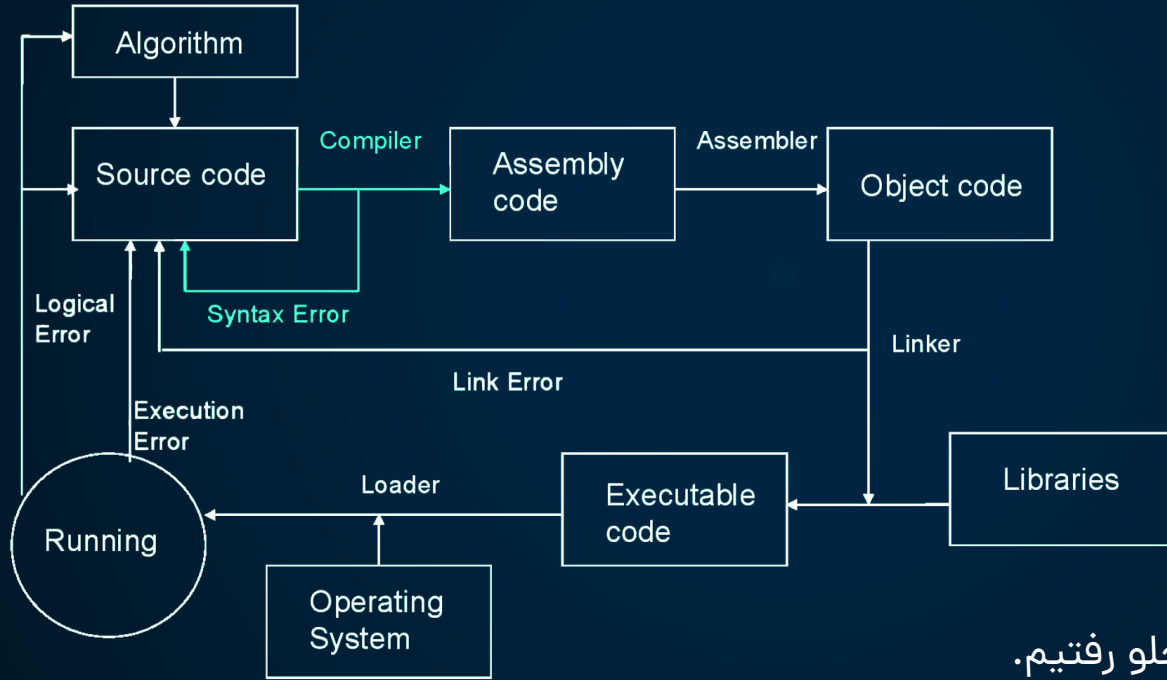 Algorithm
Source code
Compiler
Assembly
code
Assembler
Object code
Syntax Error
Logical
Error
Link Error
Linker
Execution
Error
Running
Loader
Executable
code
Libraries
Operating
System
رفتیم.